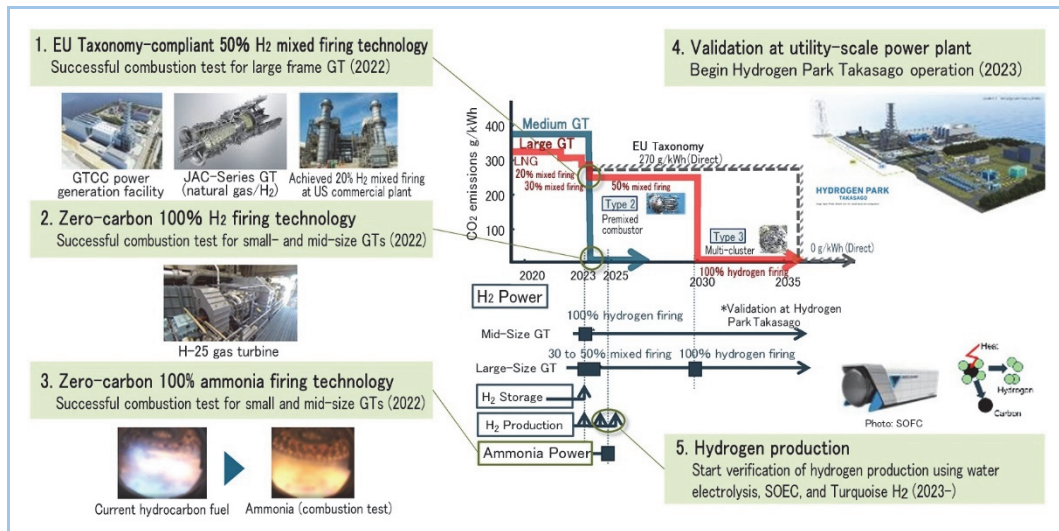 1. EU Taxonomy-compliant 50% H2 mixed firing technology
Successful combustion test for large frame GT (2022)
GTCC power
generation facility
JAC-Series GT
(natural gas/H2)
Achieved 20% H2 mixed firing
at US commercial plant
2. Zero-carbon 100% H2 firing technology
Successful combustion test for small- and mid-size GTs (2022)
H-25 gas turbine
3. Zero-carbon 100% ammonia firing technology
Successful combustion test for small and mid-size GTs (2022)
Current hydrocarbon fuel
Ammonia (combustion test)
CO2 emissions g/kWh
400
300
200
100
Medium GT
Large GT
LNG
20% mixed firing
30% mixed firing
EU Taxonomy
270 g/kWh (Direct)
50% mixed firing
Type 2
Premixed
combustor
Type 3
Multi-cluster
0 g/kWh (Direct)
100% hydrogen firing
2020
2023
2025
2030
2035
H2 Power
*Validation at Hydrogen
Park Takasago
100% hydrogen firing
Mid-Size GT
30 to 50% mixed firing
100% hydrogen firing
Large-Size GT
H2 Storage
H2 Production
Ammonia Power
4. Validation at utility-scale power plant
Begin Hydrogen Park Takasago operation (2023)
HYDROGEN PARK
TAKASAGO
Heat
Hydrogen
Carbon
Photo: SOFC
5. Hydrogen production
Start verification of hydrogen production using water
electrolysis, SOEC, and Turquoise H2 (2023-)